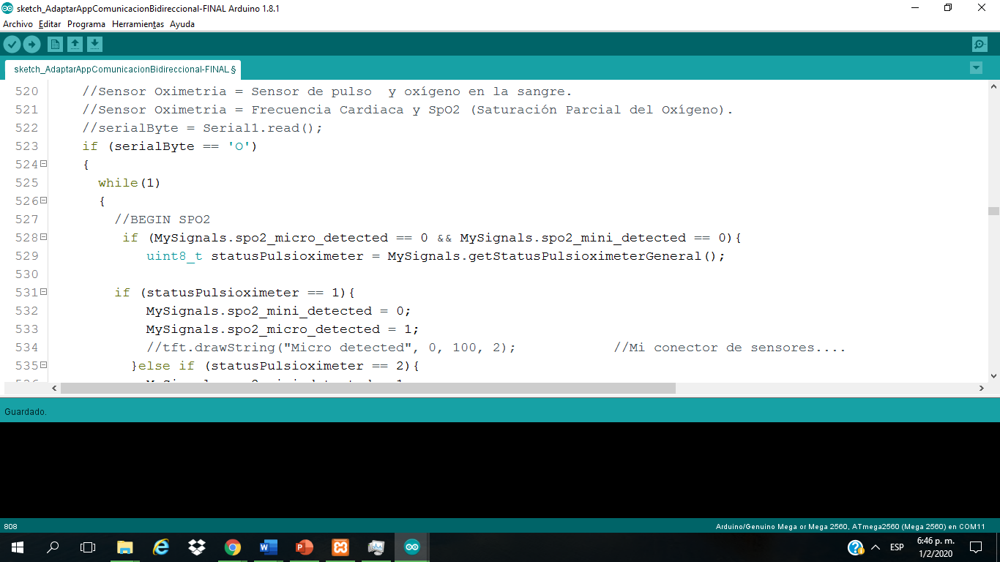 sketch_AdaptarAppComunicacionBidireccional-FINAL Arduino 1.8.1
Archivo Editar Programa Herramientas Ayuda
sketch_AdaptarAppComunicacionBidireccional-FINAL §
520 //Sensor Oximetria = Sensor de pulso  y oxígeno en la sangre.
521 //Sensor Oximetria = Frecuencia Cardiaca y SpO2 (Saturación Parcial del Oxígeno).
522 //serialByte = Serial1.read();
523 if (serialByte == 'O')
524 {
525 while(1)
526 {
527 //BEGIN SPO2
528 if (MySignals.spo2_micro_detected == 0 && MySignals.spo2_mini_detected == 0){
529 uint8_t statusPulsioximeter = MySignals.getStatusPulsioximeterGeneral();
530
531 if (statusPulsioximeter == 1){
532 MySignals.spo2_mini_detected = 0;
533 MySignals.spo2_micro_detected = 1;
534 //tft.drawString("Micro detected", 0, 100, 2); //Mi conector de sensores....
535 }else if (statusPulsioximeter == 2){
Guardado.
808
Arduino/Genuino Mega or Mega 2560, ATmega2560 (Mega 2560) en COM11
ESP
6:46 p. m.
1/2/2020